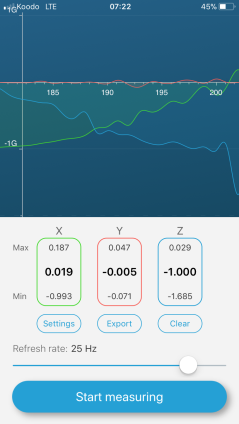 Koodo LTE 07:22 45%
-1G
185 190 195 200
-1G
X Y Z
Max 0.187 0.047 0.029
0.019 -0.005 -1.000
Min -0.993 -0.071 -1.685
Settings Export Clear
Refresh rate: 25 Hz
Start measuring